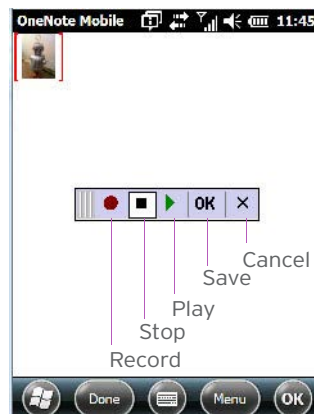 OneNote Mobile 11:45
OK
Cancel
Save
Play
Stop
Record
Done Menu OK